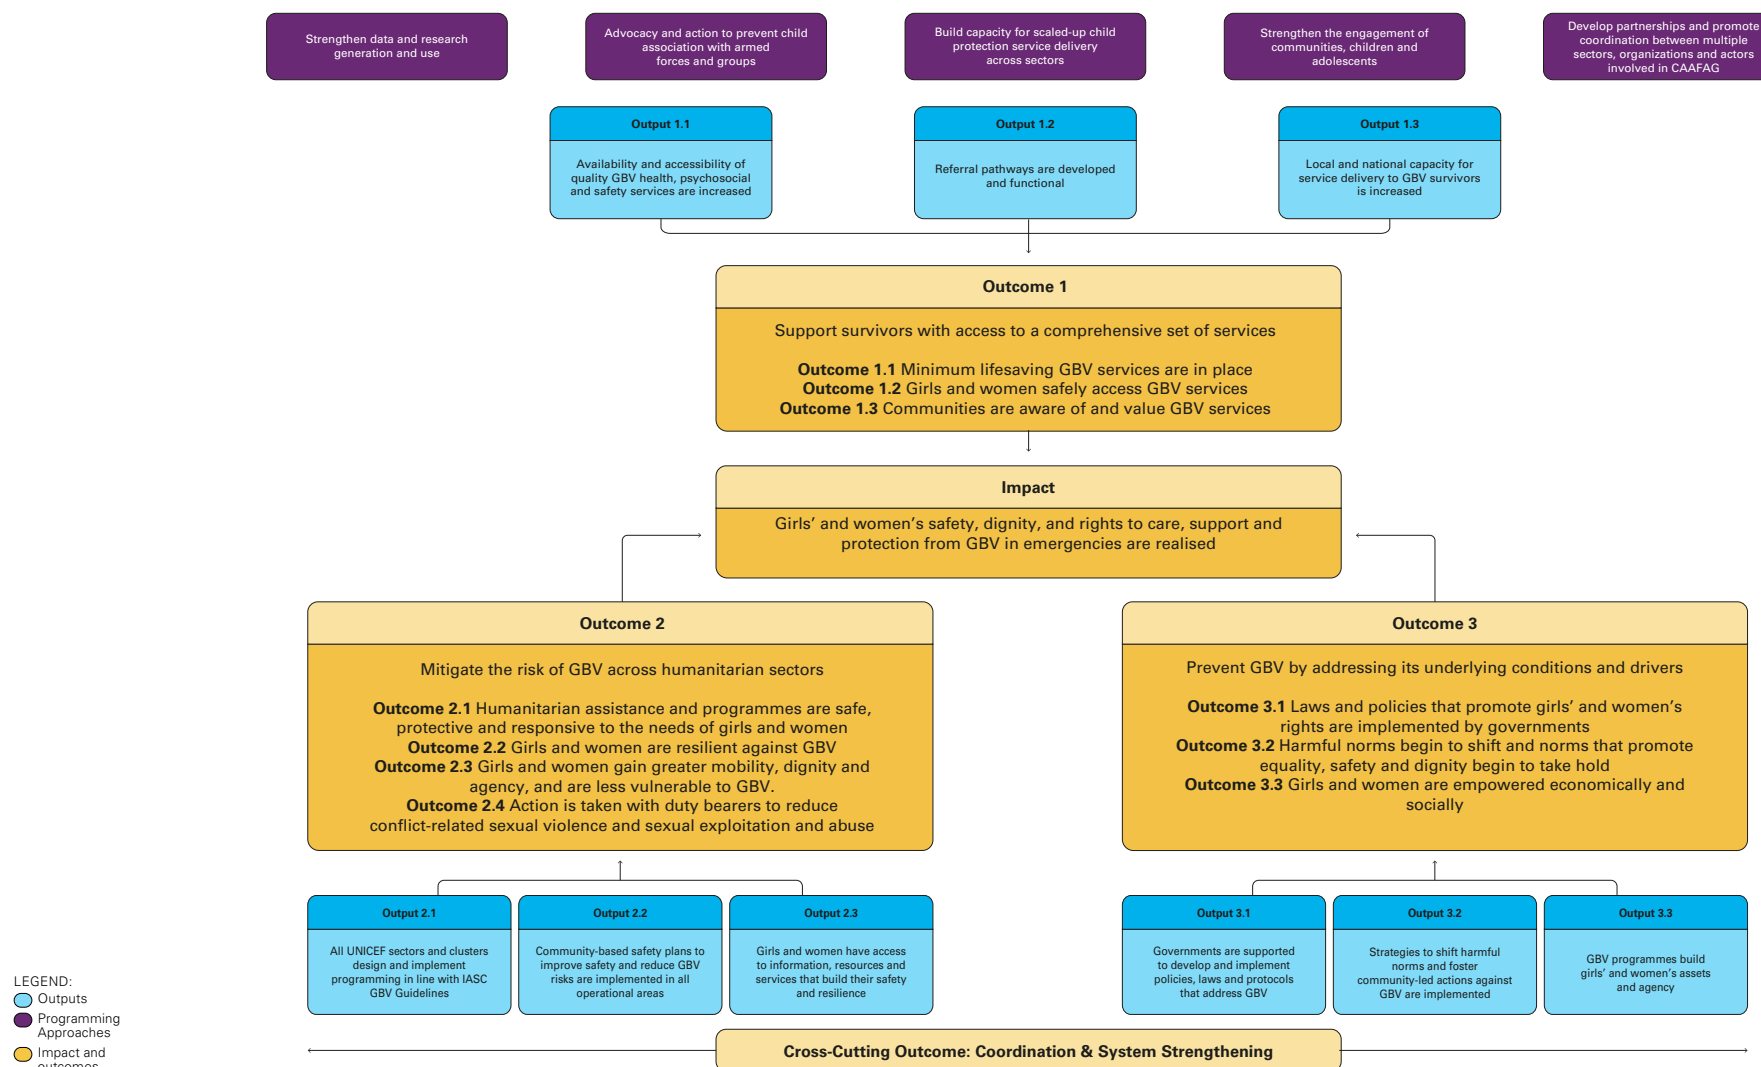 Strengthen data and research
generation and use
Advocacy and action to prevent child
association with armed
forces and groups
Build capacity for scaled-up child
protection service delivery
across sectors
Strengthen the engagement of
communities, children and
adolescents
Develop partnerships and promote
coordination between multiple
sectors, organizations and actors
involved in CAAFAG
Output 1.1
Availability and accessibility of
quality GBV health, psychosocial
and safety services are increased
Output 1.2
Referral pathways are developed
and functional
Output 1.3
Local and national capacity for
service delivery to GBV survivors
is increased
Outcome 1
Support survivors with access to a comprehensive set of services
Outcome 1.1 Minimum lifesaving GBV services are in place
Outcome 1.2 Girls and women safely access GBV services
Outcome 1.3 Communities are aware of and value GBV services
Impact
Girls’ and women’s safety, dignity, and rights to care, support and
protection from GBV in emergencies are realised
Outcome 2
Mitigate the risk of GBV across humanitarian sectors
Outcome 2.1 Humanitarian assistance and programmes are safe,
protective and responsive to the needs of girls and women
Outcome 2.2 Girls and women are resilient against GBV
Outcome 2.3 Girls and women gain greater mobility, dignity and
agency, and are less vulnerable to GBV.
Outcome 2.4 Action is taken with duty bearers to reduce
conflict-related sexual violence and sexual exploitation and abuse
Outcome 3
Prevent GBV by addressing its underlying conditions and drivers
Outcome 3.1 Laws and policies that promote girls’ and women’s
rights are implemented by governments
Outcome 3.2 Harmful norms begin to shift and norms that promote
equality, safety and dignity begin to take hold
Outcome 3.3 Girls and women are empowered economically and
socially
Output 2.1
All UNICEF sectors and clusters
design and implement
programming in line with IASC
GBV Guidelines
Output 2.2
Community-based safety plans to
improve safety and reduce GBV
risks are implemented in all
operational areas
Output 2.3
Girls and women have access
to information, resources and
services that build their safety
and resilience
Output 3.1
Governments are supported
to develop and implement
policies, laws and protocols
that address GBV
Output 3.2
Strategies to shift harmful
norms and foster
community-led actions against
GBV are implemented
Output 3.3
GBV programmes build
girls’ and women’s assets
and agency
LEGEND:
Outputs
Programming
Approaches
Impact and
outcomes
Cross-Cutting Outcome: Coordination & System Strengthening